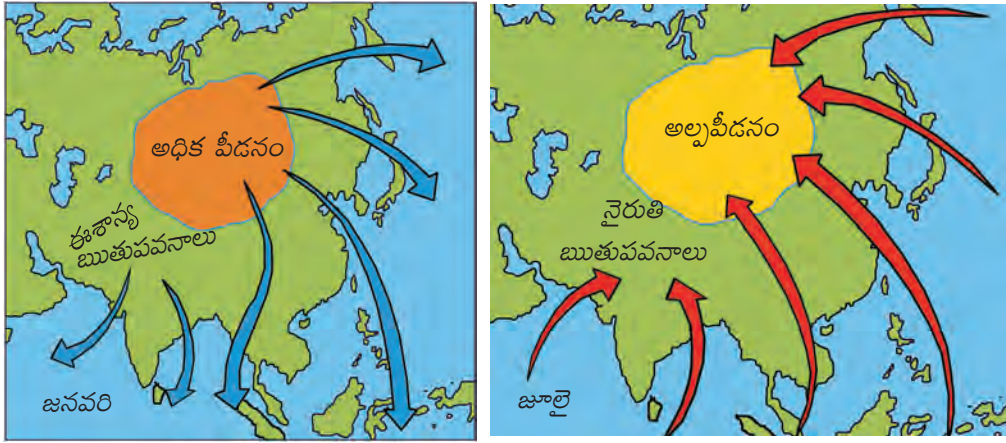 అధిక పీడనం
ఈశాన్య
ఋతుపవనాలు
జనవరి
అల్పపీడనం
నైరుతి
ఋతుపవనాలు
జూలై